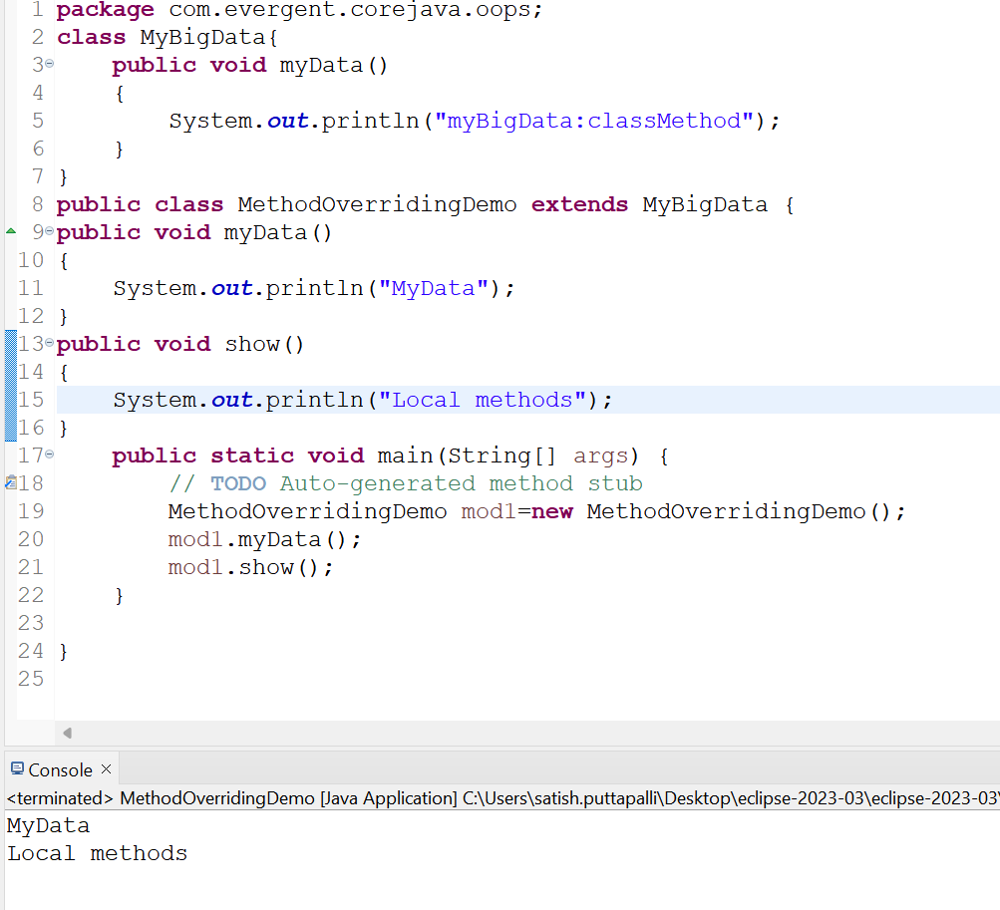 1 package com.evergent.corejava.oops;
2 class MyBigData{
3 public void myData()
4 {
5 System.out.println("myBigData:classMethod");
6 }
7 }
8 public class MethodOverridingDemo extends MyBigData {
9 public void myData()
10 {
11 System.out.println("MyData");
12 }
13 public void show()
14 {
15 System.out.println("Local methods");
16 }
17 public static void main(String[] args) {
18 // TODO Auto-generated method stub
19 MethodOverridingDemo mod1=new MethodOverridingDemo();
20 mod1.myData();
21 mod1.show();
22 }
23
24 }
25
Console ×
<terminated> MethodOverridingDemo [Java Application] C:\Users\satish.puttapalli\Desktop\eclipse-2023-03\eclipse-2023-03\
MyData
Local methods